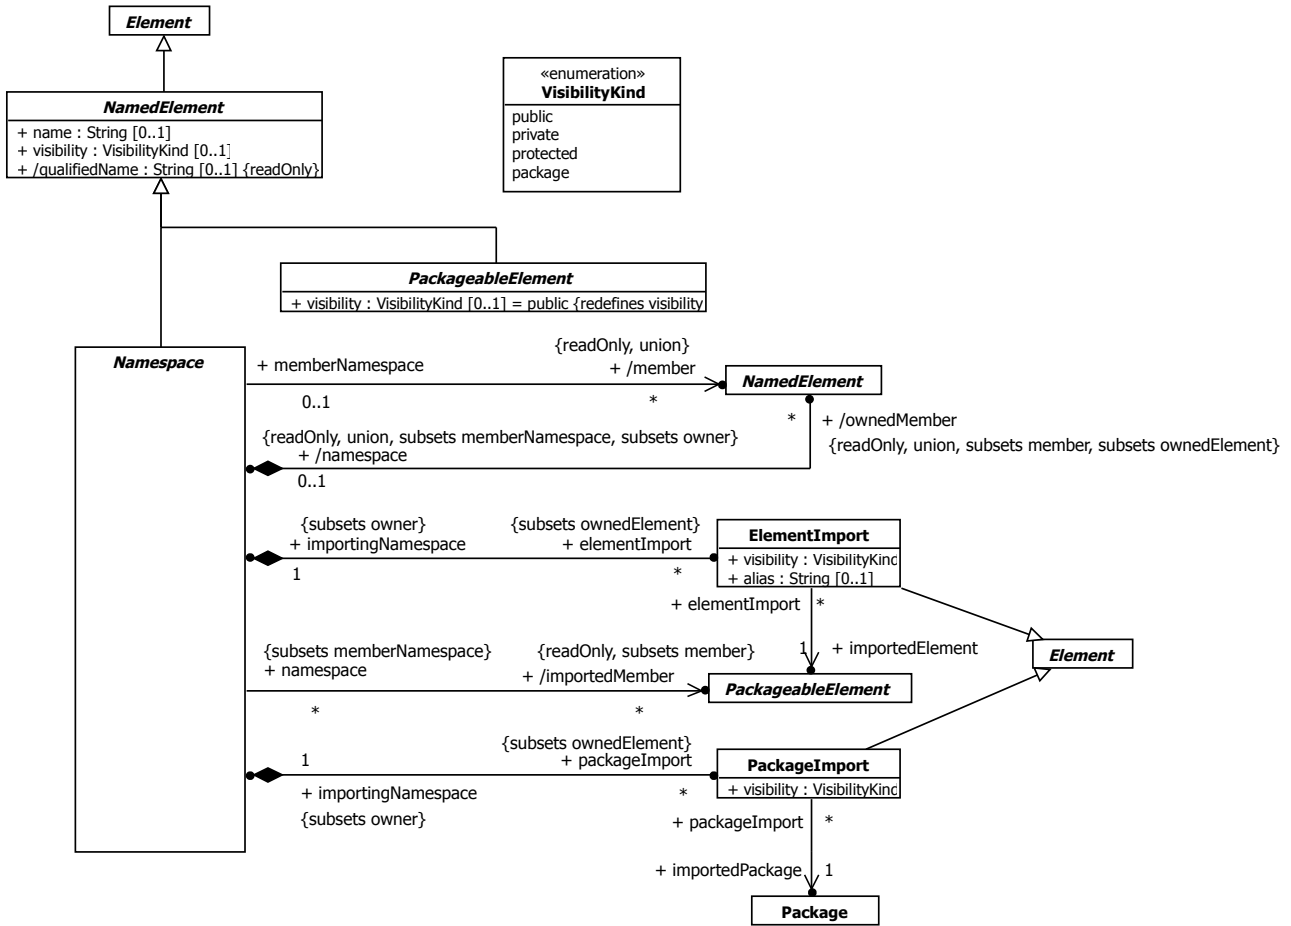 Element
NamedElement
+ name : String [0..1]
+ visibility : VisibilityKind [0..1]
+ /qualifiedName : String [0..1] {readOnly}
«enumeration»
VisibilityKind
public
private
protected
package
PackageableElement
+ visibility : VisibilityKind [0..1] = public {redefines visibility
Namespace
+ memberNamespace
0..1
{readOnly, union}
+ /member
*
NamedElement
*
+ /ownedMember
{readOnly, union, subsets member, subsets ownedElement}
{readOnly, union, subsets memberNamespace, subsets owner}
+ /namespace
0..1
{subsets owner}
+ importingNamespace
1
{subsets ownedElement}
+ elementImport
*
ElementImport
+ visibility : VisibilityKind
+ alias : String [0..1]
+ elementImport
*
1
+ importedElement
Element
{subsets memberNamespace}
+ namespace
*
{readOnly, subsets member}
+ /importedMember
*
PackageableElement
1
+ importingNamespace
{subsets owner}
{subsets ownedElement}
+ packageImport
*
PackageImport
+ visibility : VisibilityKind
+ packageImport
*
+ importedPackage
1
Package